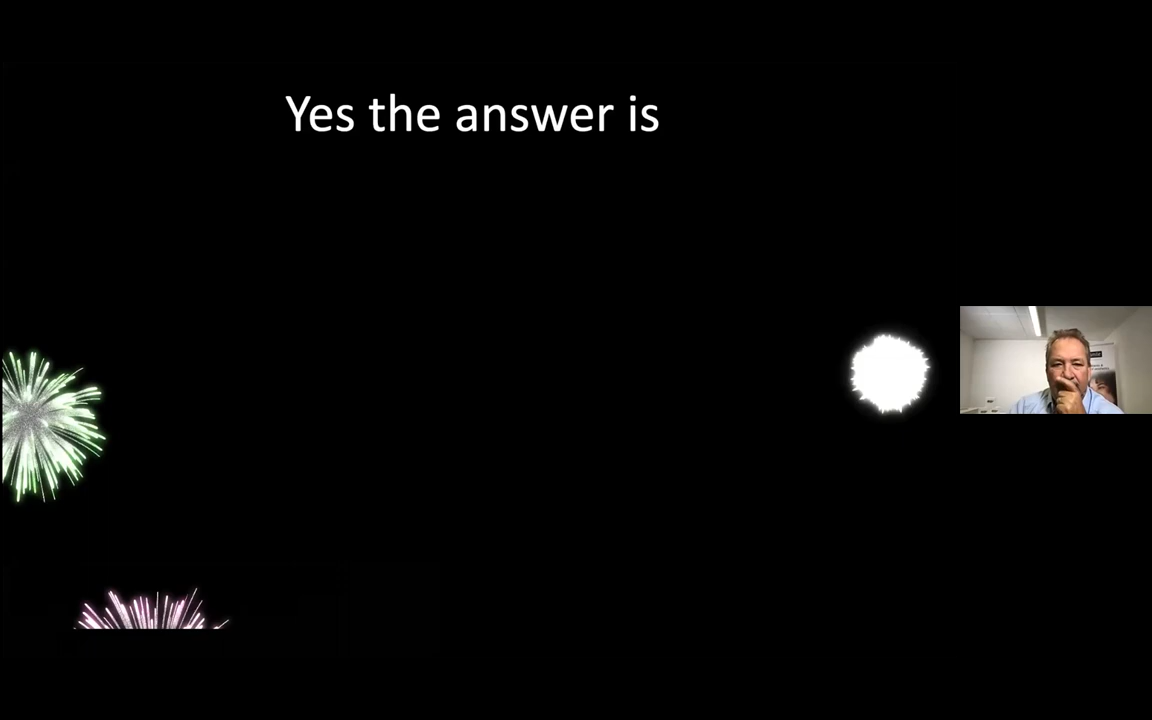 Yes the answer is